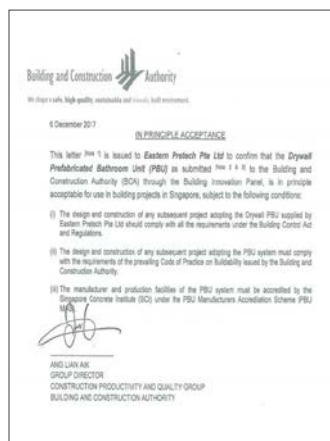 Building and Construction Authority
We shape a safe, high quality, sustainable and friendly built environment.
6 December 2017
IN PRINCIPLE ACCEPTANCE
This letter [Note 1] is issued to Eastern Pretech Pte Ltd to confirm that the Drywall
Prefabricated Bathroom Unit (PBU) as submitted to the Building and
Construction Authority (BCA) through the Building Innovation Panel, is in principle
acceptable for use in building projects in Singapore, subject to the following conditions:
(i) The design and construction of any subsequent project adopting the Drywall PBU supplied by
Eastern Pretech Pte Ltd should comply with all the requirements under the Building Control Act
and Regulations.
(ii) The design and construction of any subsequent project adopting the PBU system must comply
with the requirements of the prevailing Code of Practice on Buildability issued by the Building and
Construction Authority.
(iii) The manufacturer and production facilities of the PBU system must be accredited by the
Singapore Concrete Institute (SCI) under the PBU Manufacturers Accreditation Scheme (PBU
MAS).
ANG LIAN AIK
GROUP DIRECTOR
CONSTRUCTION PRODUCTIVITY AND QUALITY GROUP
BUILDING AND CONSTRUCTION AUTHORITY